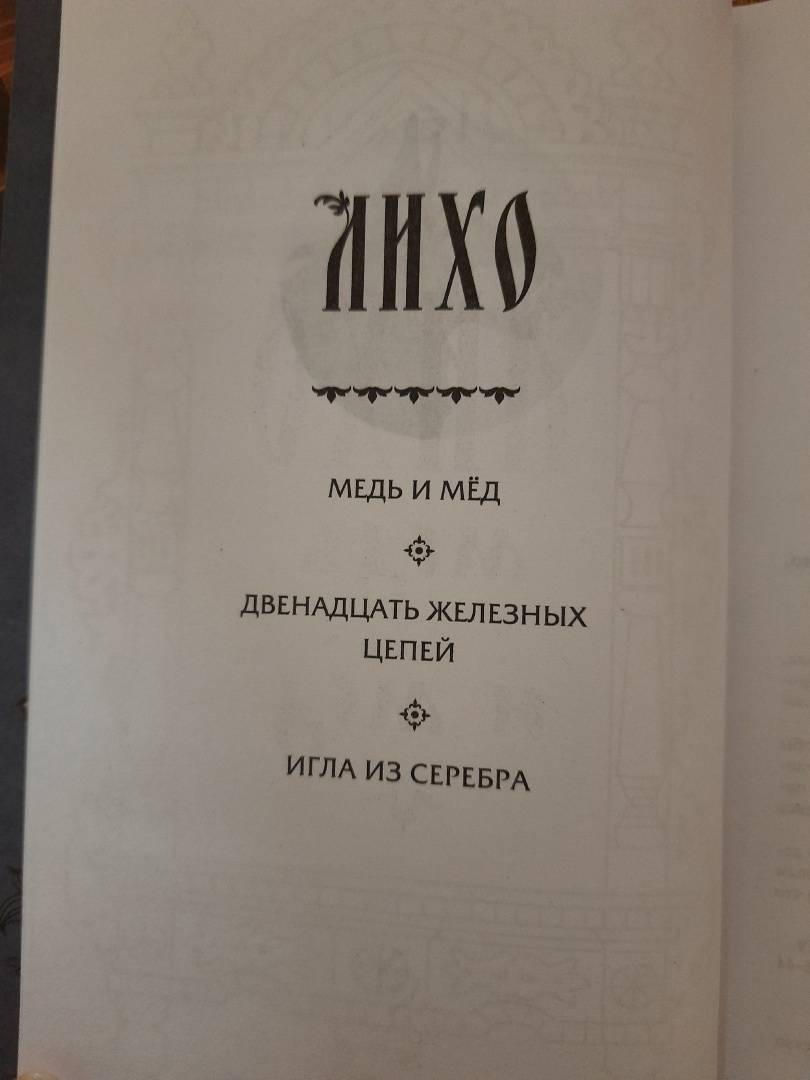 ЛИХО
МЕДЬ И МЁД
ДВЕНАДЦАТЬ ЖЕЛЕЗНЫХ
ЦЕПЕЙ
ИГЛА ИЗ СЕРЕБРА